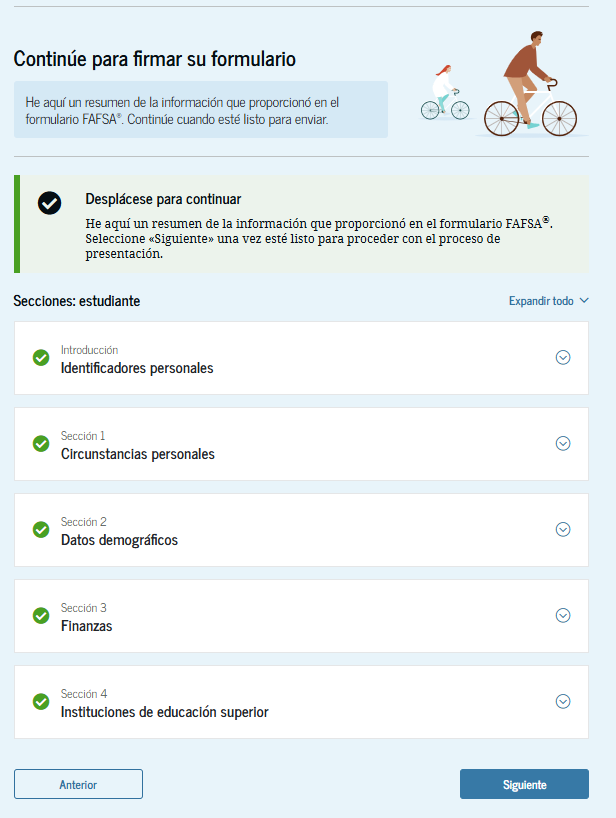 Continúe para firmar su formulario
He aquí un resumen de la información que proporcionó en el
formulario FAFSA®. Continúe cuando esté listo para enviar.
Desplácese para continuar
He aquí un resumen de la información que proporcionó en el formulario FAFSA®.
Seleccione «Siguiente» una vez esté listo para proceder con el proceso de
presentación.
Secciones: estudiante
Expandir todo
Introducción
Identificadores personales
Sección 1
Circunstancias personales
Sección 2
Datos demográficos
Sección 3
Finanzas
Sección 4
Instituciones de educación superior
Anterior
Siguiente